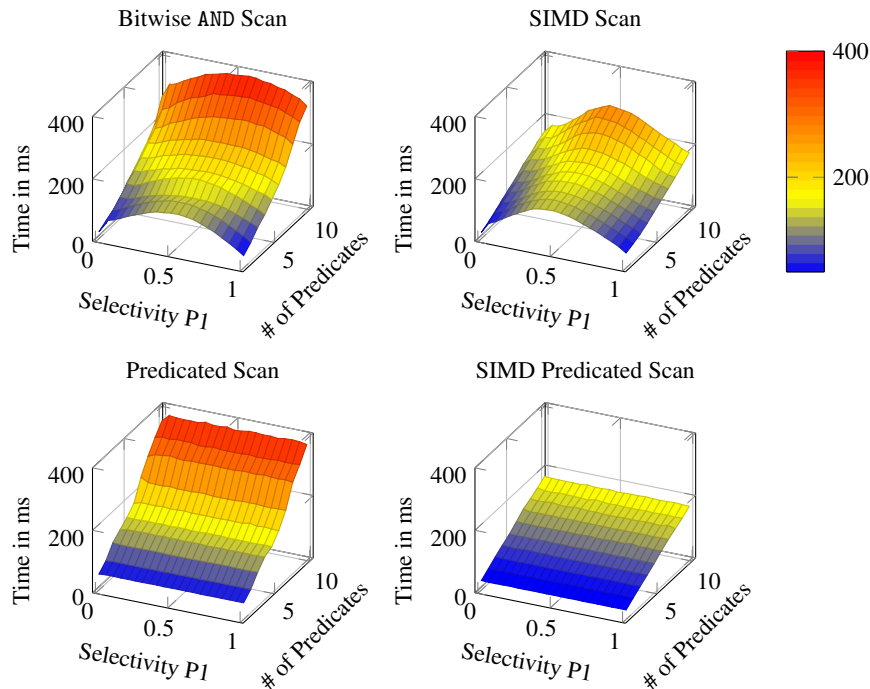 Bitwise AND Scan
400
200
0
Time in ms
0
0.5
1
Selectivity P1
5
10
# of Predicates
SIMD Scan
400
200
0
Time in ms
0
0.5
1
Selectivity P1
5
10
# of Predicates
400
200
Predicated Scan
400
200
0
Time in ms
0
0.5
1
Selectivity P1
5
10
# of Predicates
SIMD Predicated Scan
400
200
0
Time in ms
0
0.5
1
Selectivity P1
5
10
# of Predicates